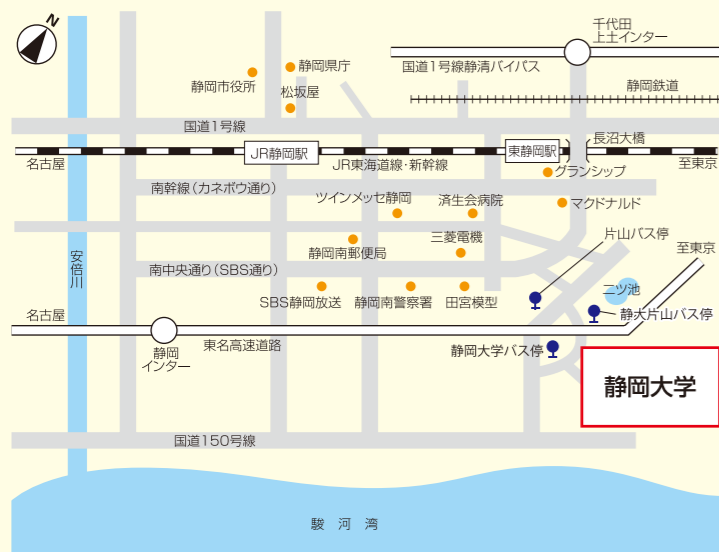 N
千代田
上土インター
国道1号線静清バイパス
静岡県庁
静岡市役所
松坂屋
静岡鉄道
国道1号線
長沼大橋
東静岡駅
JR静岡駅
名古屋
JR東海道線・新幹線
至東京
グランシップ
南幹線(カネボウ通り)
ツインメッセ静岡
済生会病院
マクドナルド
片山バス停
三菱電機
静岡南郵便局
至東京
安倍川
南中央通り(SBS通り)
二ツ池
SBS静岡放送
静岡南警察署
田宮模型
静大片山バス停
名古屋
東名高速道路
静岡
インター
静岡大学バス停
静岡大学
国道150号線
駿河湾